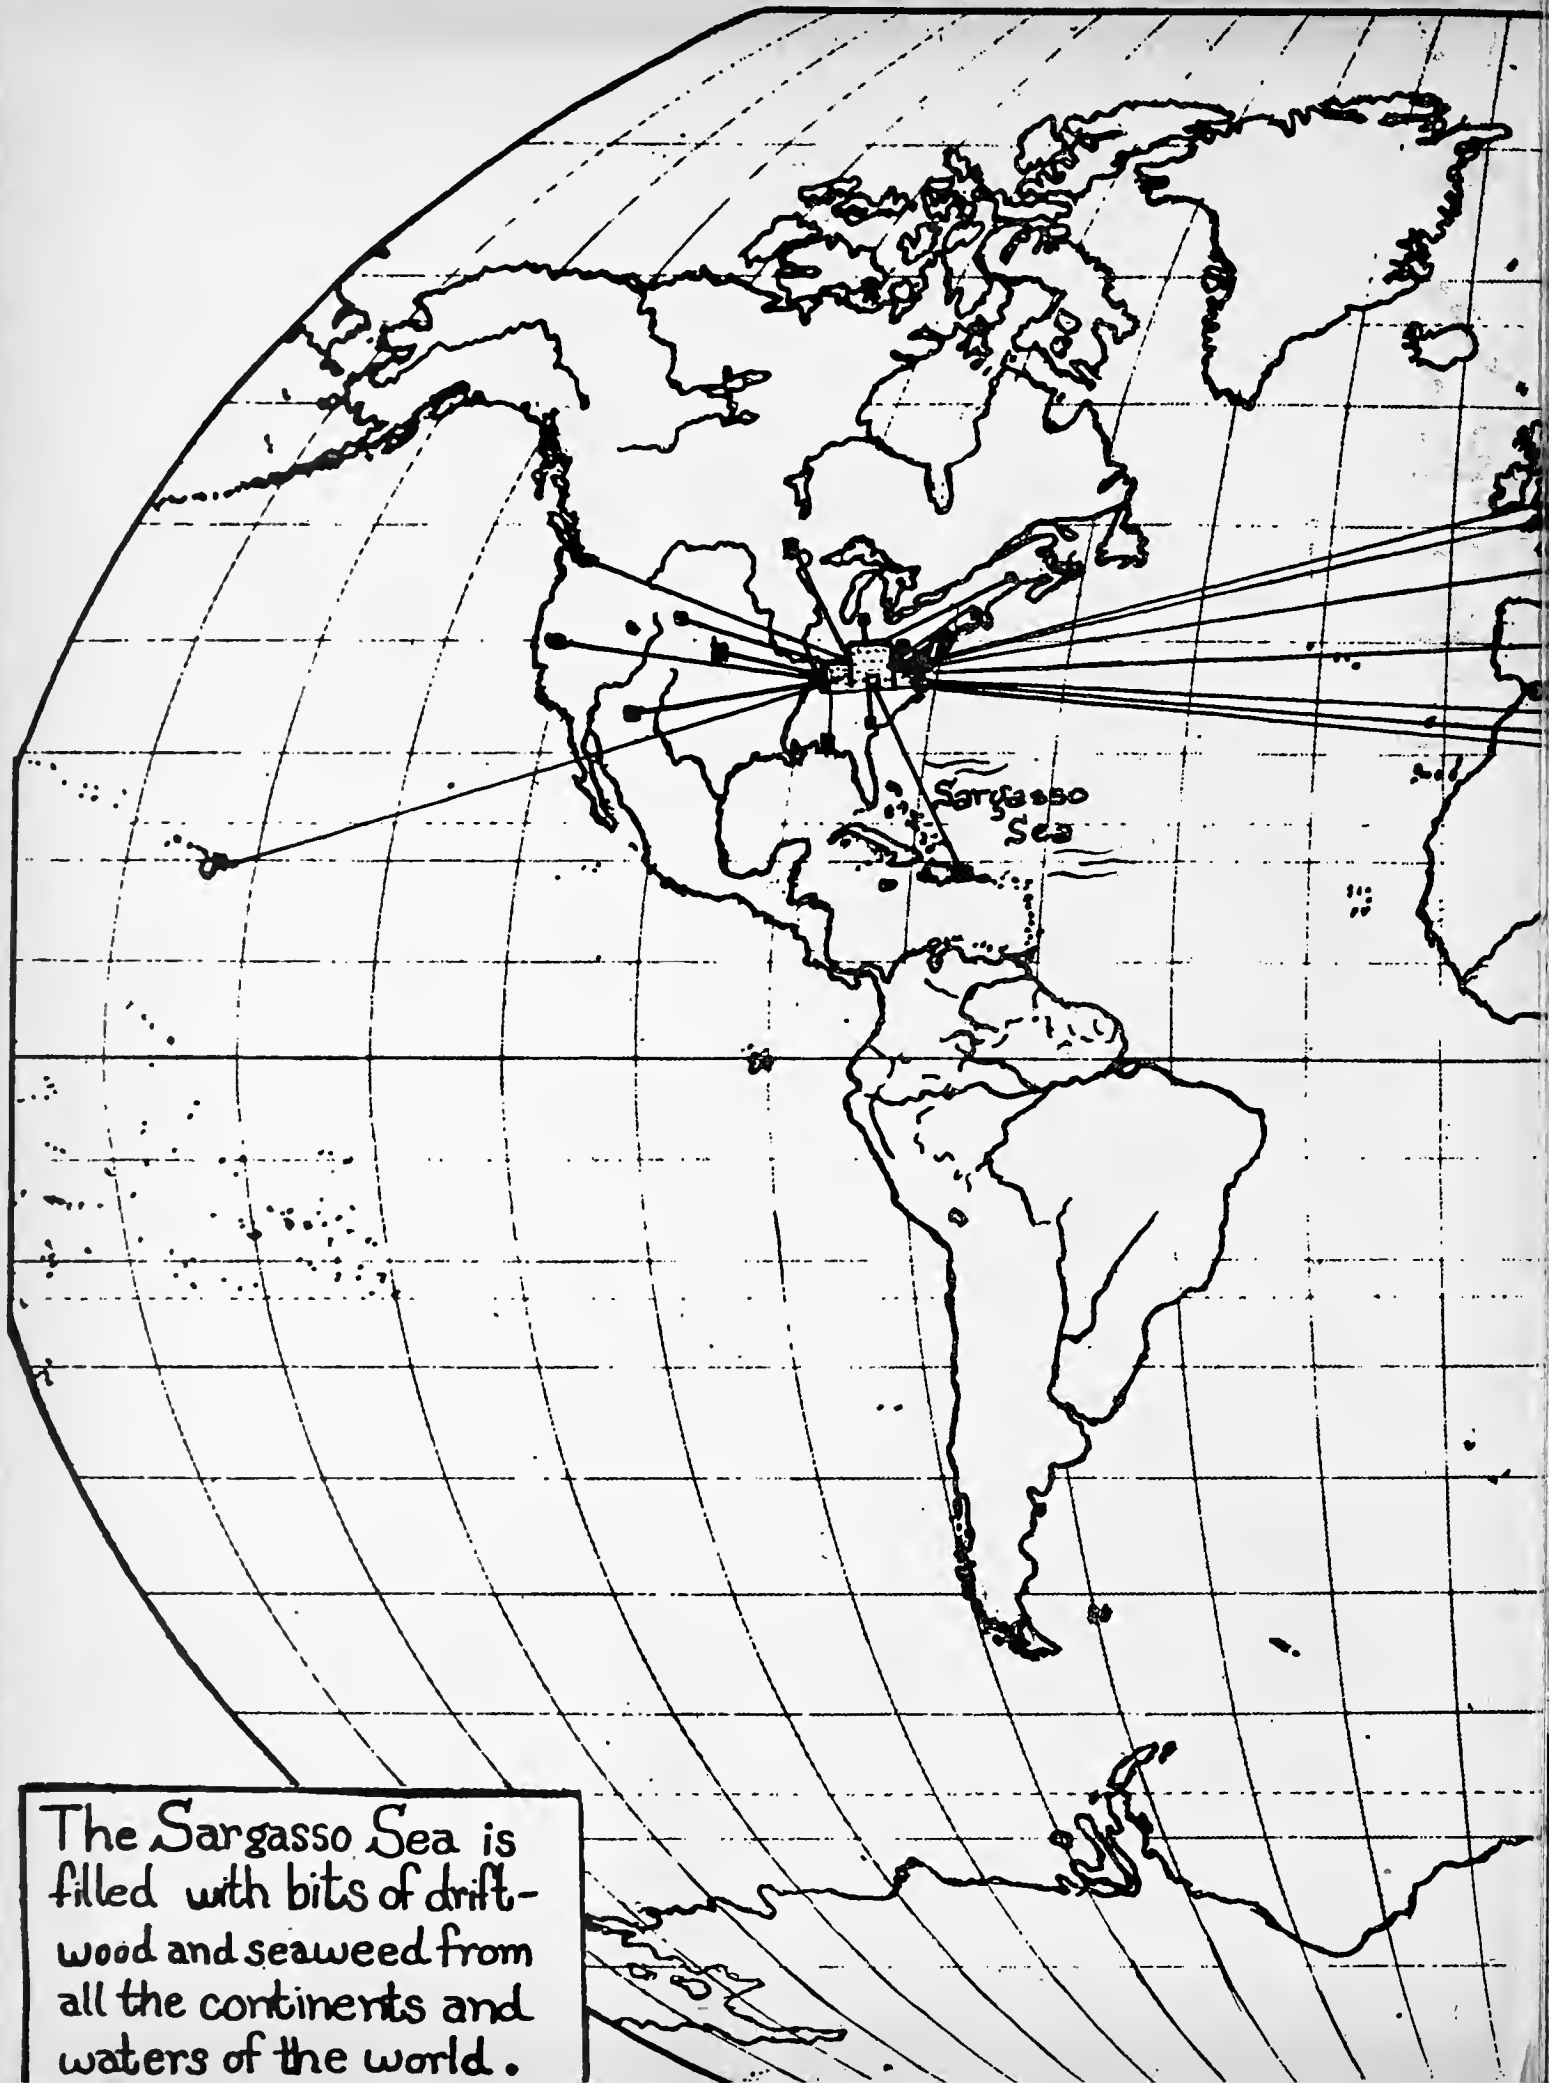 Sargasso
Sea
The Sargasso Sea is
filled with bits of drift-
wood and seaweed from
all the continents and
waters of the world.